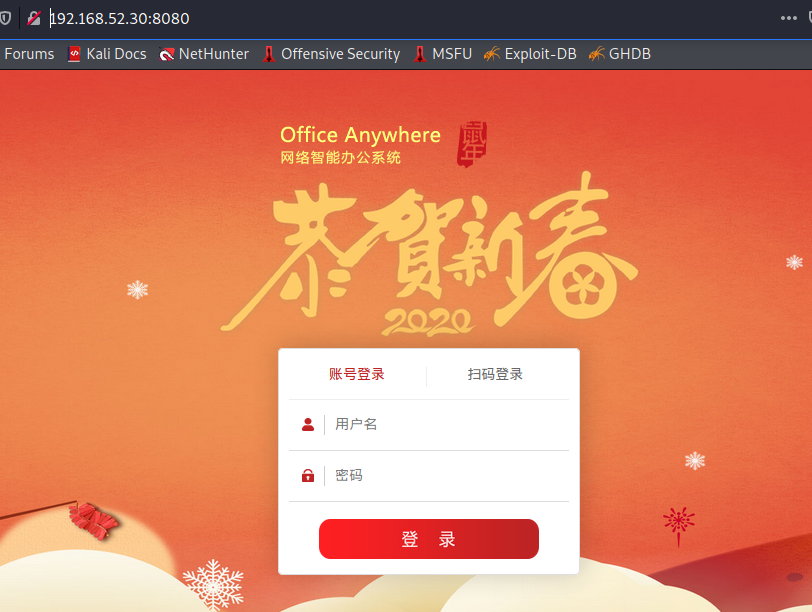 192.168.52.30:8080
Forums Kali Docs NetHunter Offensive Security MSFU Exploit-DB GHDB
Office Anywhere
网络智能办公系统
鼠年
恭賀新春
2020
账号登录 扫码登录
用户名
密码
登 录